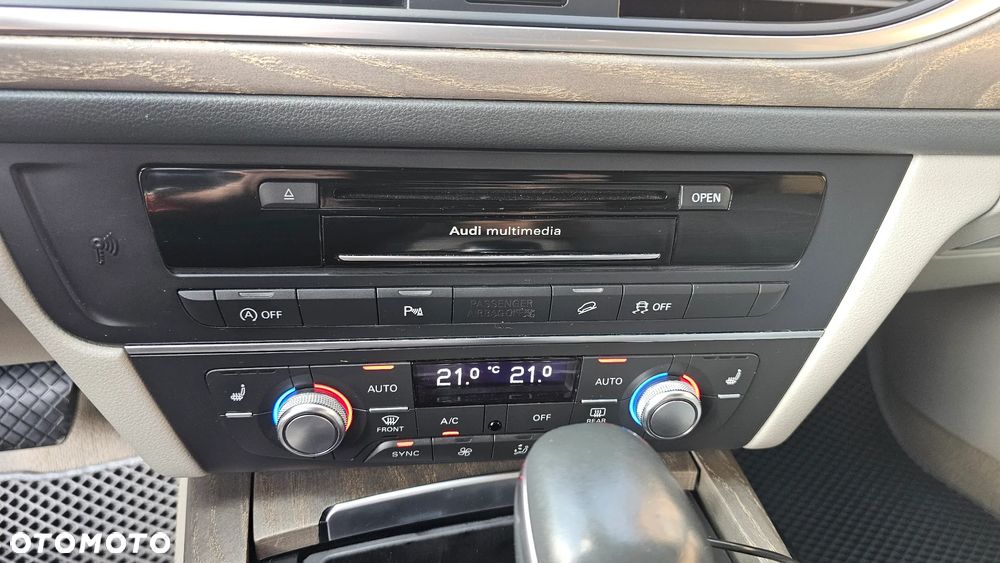 OPEN
Audi multimedia
A OFF
P
PASSENGER
AIRBAG
OFF
AUTO
21.0 °C 21.0
AUTO
FRONT
A/C
OFF
REAR
SYNC
OTOMOTO